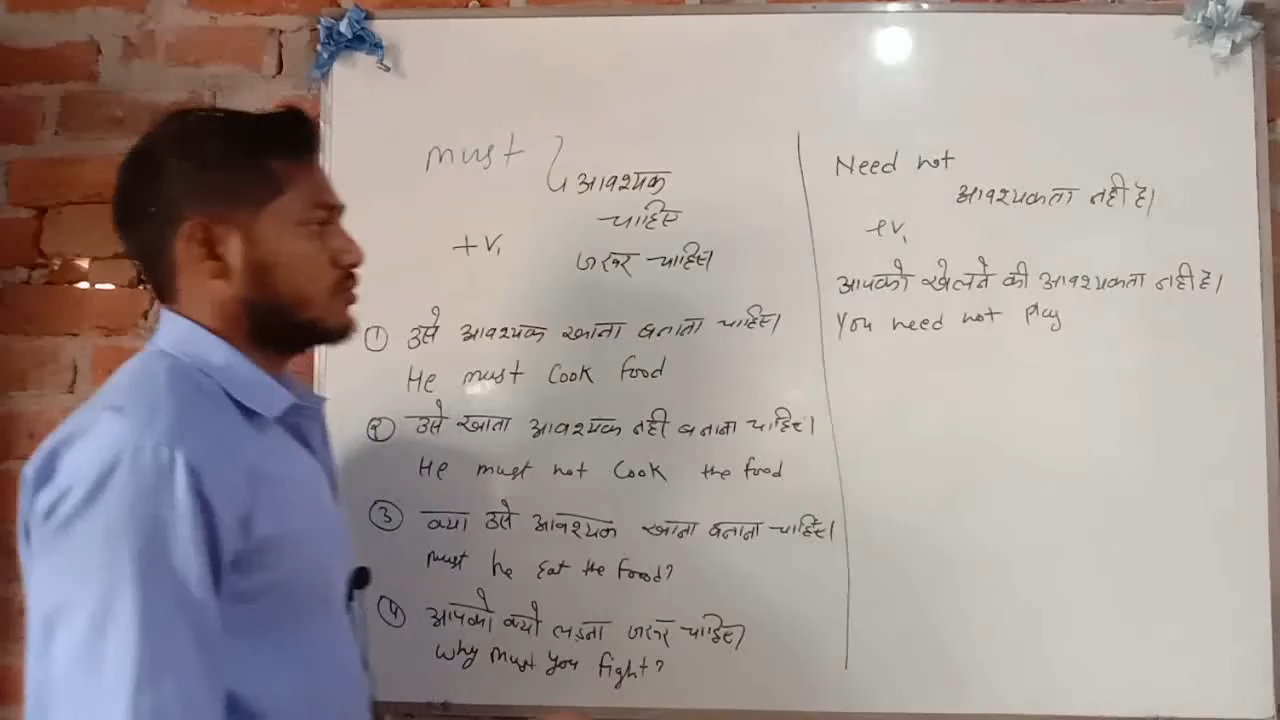 must
आवश्यक
चाहिए
+V₁
जरूर चाहिए।
① उसे आवश्यक खाना बनाना चाहिए।
He must Cook food
② उसे खाना आवश्यक नही बनाना चाहिए।
He must not Cook the food
③ क्या उसे आवश्यक खाना बनाना चाहिए।
must he Eat the food?
④ आपको क्यो लड़ना जरूर चाहिए।
Why must you fight?
Need not
आवश्यकता नही है।
+V₁
आपको खेलने की आवश्यकता नही है।
You need not Play